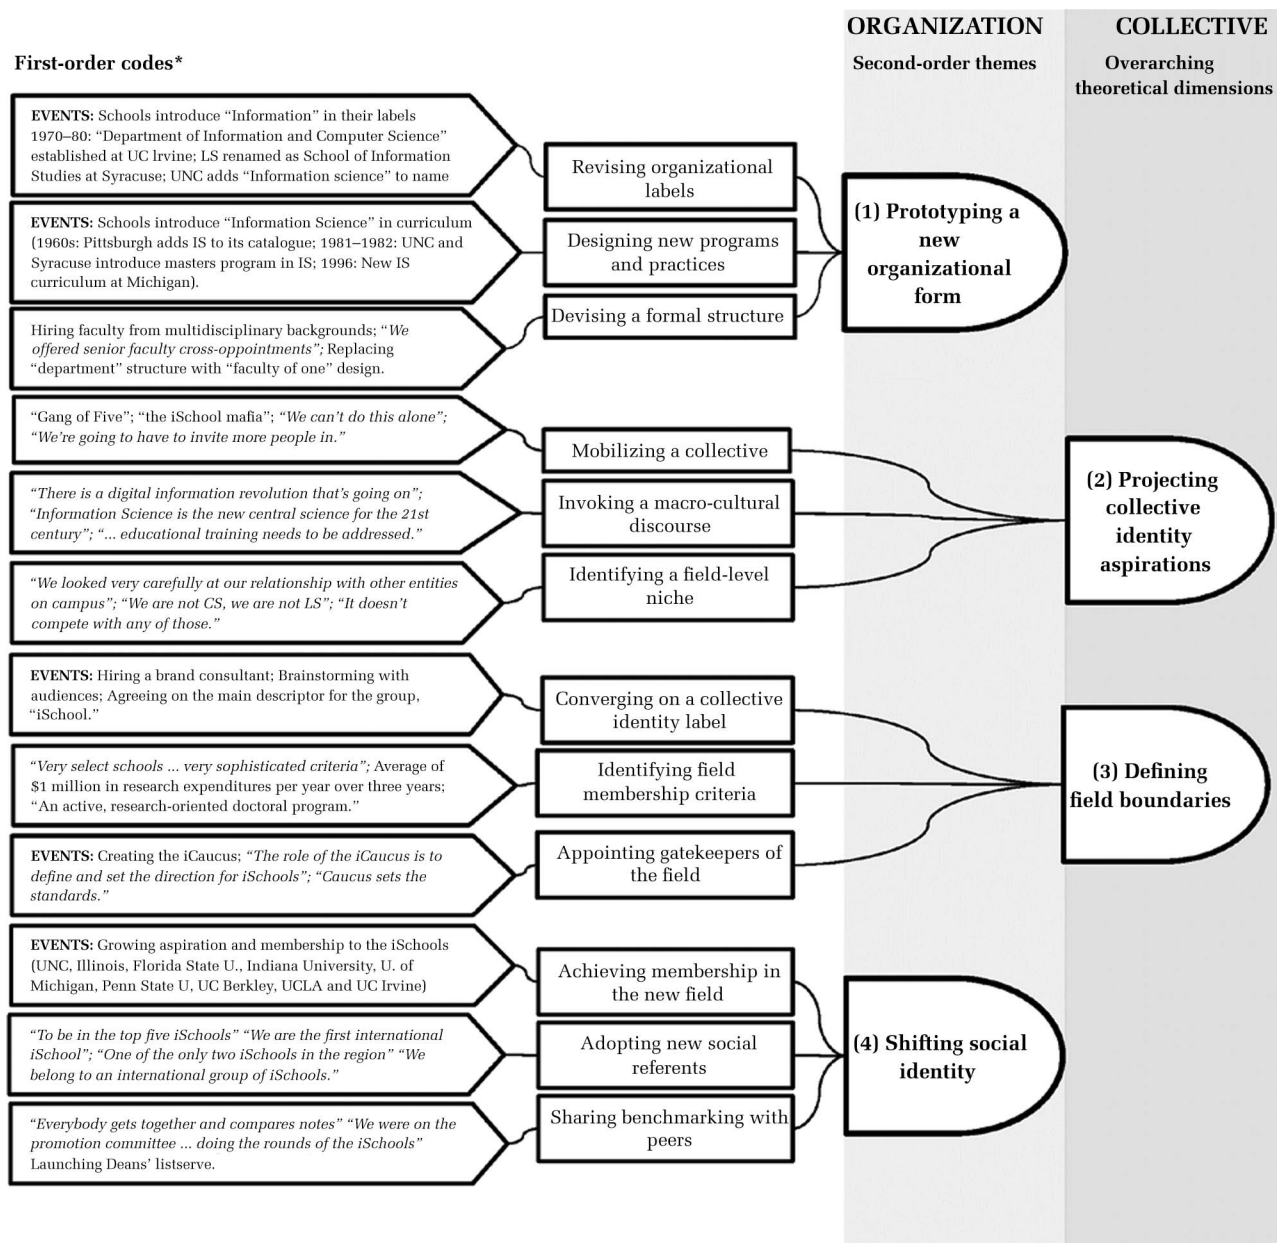 ORGANIZATION
COLLECTIVE
First-order codes*
Second-order themes
Overarching
theoretical dimensions
EVENTS: Schools introduce “Information” in their labels
1970–80: “Department of Information and Computer Science”
established at UC lrvine; LS renamed as School of Information
Studies at Syracuse; UNC adds “Information science” to name
Revising organizational
labels
EVENTS: Schools introduce “Information Science” in curriculum
(1960s: Pittsburgh adds IS to its catalogue; 1981–1982: UNC and
Syracuse introduce masters program in IS; 1996: New IS
curriculum at Michigan).
Designing new programs
and practices
Hiring faculty from multidisciplinary backgrounds; “We
offered senior faculty cross-appointments”; Replacing
“department” structure with “faculty of one” design.
Devising a formal structure
(1) Prototyping a
new
organizational
form
“Gang of Five”; “the iSchool mafia”; “We can’t do this alone”;
“We’re going to have to invite more people in.”
Mobilizing a collective
“There is a digital information revolution that’s going on”;
“Information Science is the new central science for the 21st
century”; “... educational training needs to be addressed.”
Invoking a macro-cultural
discourse
“We looked very carefully at our relationship with other entities
on campus”; “We are not CS, we are not LS”; “It doesn’t
compete with any of those.”
Identifying a field-level
niche
(2) Projecting
collective
identity
aspirations
EVENTS: Hiring a brand consultant; Brainstorming with
audiences; Agreeing on the main descriptor for the group,
“iSchool.”
Converging on a collective
identity label
“Very select schools ... very sophisticated criteria”; Average of
$1 million in research expenditures per year over three years;
“An active, research-oriented doctoral program.”
Identifying field
membership criteria
EVENTS: Creating the iCaucus; “The role of the iCaucus is to
define and set the direction for iSchools”; “Caucus sets the
standards.”
Appointing gatekeepers of
the field
(3) Defining
field boundaries
EVENTS: Growing aspiration and membership to the iSchools
(UNC, Illinois, Florida State U., Indiana University, U. of
Michigan, Penn State U, UC Berkley, UCLA and UC Irvine)
Achieving membership in
the new field
“To be in the top five iSchools” “We are the first international
iSchool”; “One of the only two iSchools in the region” “We
belong to an international group of iSchools.”
Adopting new social
referents
“Everybody gets together and compares notes” “We were on the
promotion committee ... doing the rounds of the iSchools”
Launching Deans’ listserve.
Sharing benchmarking with
peers
(4) Shifting social
identity